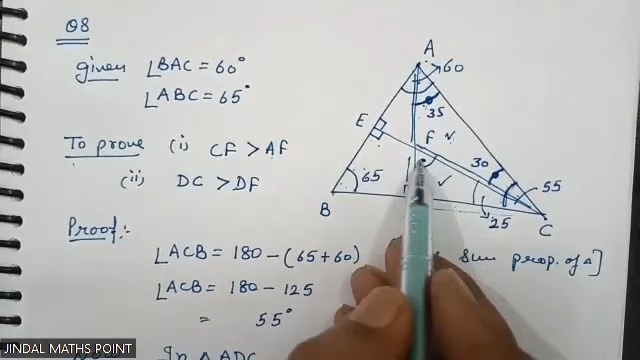 Q8
given ∠BAC = 60°
∠ABC = 65°
To prove (i) CF > AF
(ii) DC > DF
Proof:-
∠ACB = 180 - (65+60)
sum prop. of Δ]
∠ACB = 180 - 125
= 55°
In Δ ADC
A
60
35
E
F
30
65
55
25
B
C
JINDAL MATHS POINT